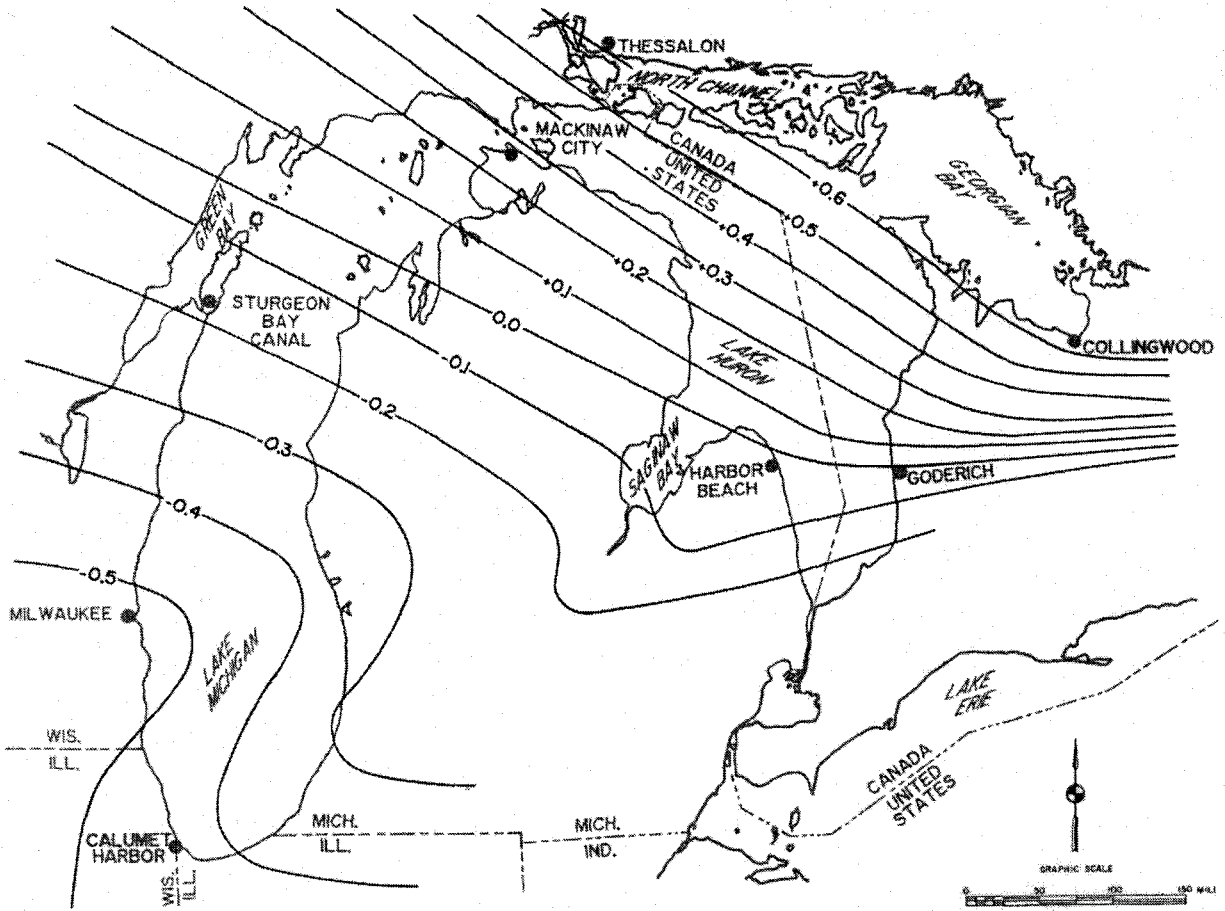 THESSALON
NORTH CHANNEL
MACKINAW
CITY
CANADA
UNITED
STATES
GEORGIAN
BAY
+0.6
+0.5
+0.4
+0.3
+0.2
+0.1
0.0
-0.1
-0.2
-0.3
-0.4
-0.5
GREEN
BAY
STURGEON
BAY
CANAL
LAKE
HURON
COLLINGWOOD
SAGINAW
BAY
HARBOR
BEACH
GODERICH
MILWAUKEE
LAKE
MICHIGAN
LAKE
ERIE
WIS.
ILL.
CANADA
UNITED
STATES
CALUMET
HARBOR
MICH.
ILL.
MICH.
IND.
WIS.
ILL.
GRAPHIC SCALE
0 50 100 150 MILI